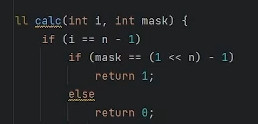 ll calc(int i, int mask) {
    if (i == n - 1)
        if (mask == (1 << n) - 1)
            return 1;
        else
            return 0;